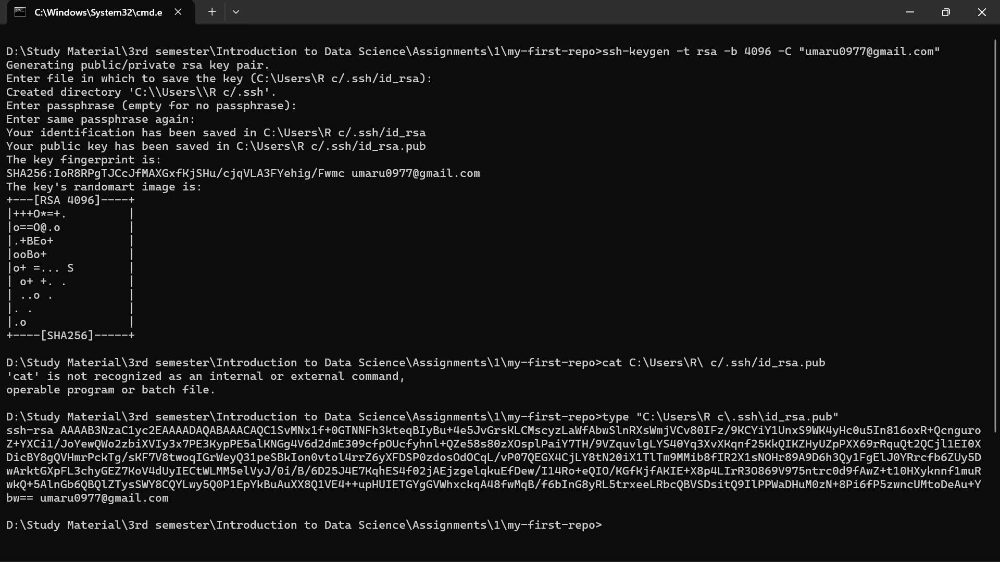 C:\Windows\System32\cmd.e
D:\Study Material\3rd semester\Introduction to Data Science\Assignments\1\my-first-repo>ssh-keygen -t rsa -b 4096 -C "umaru0977@gmail.com"
Generating public/private rsa key pair.
Enter file in which to save the key (C:\Users\R c/.ssh/id_rsa):
Created directory 'C:\\Users\\R c/.ssh'.
Enter passphrase (empty for no passphrase):
Enter same passphrase again:
Your identification has been saved in C:\Users\R c/.ssh/id_rsa
Your public key has been saved in C:\Users\R c/.ssh/id_rsa.pub
The key fingerprint is:
SHA256:IoR8RPgTJCcJfMAXGxfKjSHu/cjqVLA3FYehig/Fwmc umaru0977@gmail.com
The key's randomart image is:
+---[RSA 4096]----+
|+++O*=+.         |
|o==O@.o          |
|.+BEo+           |
|ooBo+            |
|o+ =... S        |
| o+ +. .         |
| ..o .           |
|. .              |
|.o               |
+----[SHA256]-----+
D:\Study Material\3rd semester\Introduction to Data Science\Assignments\1\my-first-repo>cat C:\Users\R\ c/.ssh/id_rsa.pub
'cat' is not recognized as an internal or external command,
operable program or batch file.
D:\Study Material\3rd semester\Introduction to Data Science\Assignments\1\my-first-repo>type "C:\Users\R c\.ssh\id_rsa.pub"
ssh-rsa AAAAB3NzaC1yc2EAAAADAQABAAACAQC1SvMNx1f+0GTNNFh3kteqBIyBu+4e5JvGrsKLCMscyzLaWfAbwSlnRXsWmjVCv80IFz/9KCYiY1UnxS9WK4yHc0u5In816oxR+Qcnguro
Z+YXCi1/JoYewQWo2zbiXVIy3x7PE3KypPE5alKNGg4V6d2dmE309cfpOUcfyhnl+QZe58s80zXOsplPaiY7TH/9VZquvlgLYS40Yq3XvXKqnf25KkQIKZHyUZpPXX69rRquQt2QCjl1EI0X
DicBY8gQVHmrPckTg/sKF7V8twoqIGrWeyQ31peSBkIon0vtol4rrZ6yXFDSP0zdosOdOCqL/vP07QEGX4CjLY8tN20iX1TlTm9MMib8fIR2X1sNOHr89A9D6h3Qy1FgElJ0YRrcfb6ZUy5D
wArktGXpFL3chyGEZ7KoV4dUyIECtWLMM5elVyJ/0i/B/6D25J4E7KqhES4f02jAEjzgelqkuEfDew/I14Ro+eQIO/KGfKjfAKIE+X8p4LIrR3O869V975ntrc0d9fAwZ+t10HXyknnf1muR
wkQ+5AlnGb6QBQlZTysSWY8CQYLwy5Q0P1EpYkBuAuXX8Q1VE4++upHUIETGYgGVWhxckqA48fwMqB/f6bInG8yRL5trxeeLRbcQBVSDsitQ9IlPPWaDHuM0zN+8Pi6fP5zwncUMtoDeAu+Y
bw== umaru0977@gmail.com
D:\Study Material\3rd semester\Introduction to Data Science\Assignments\1\my-first-repo>